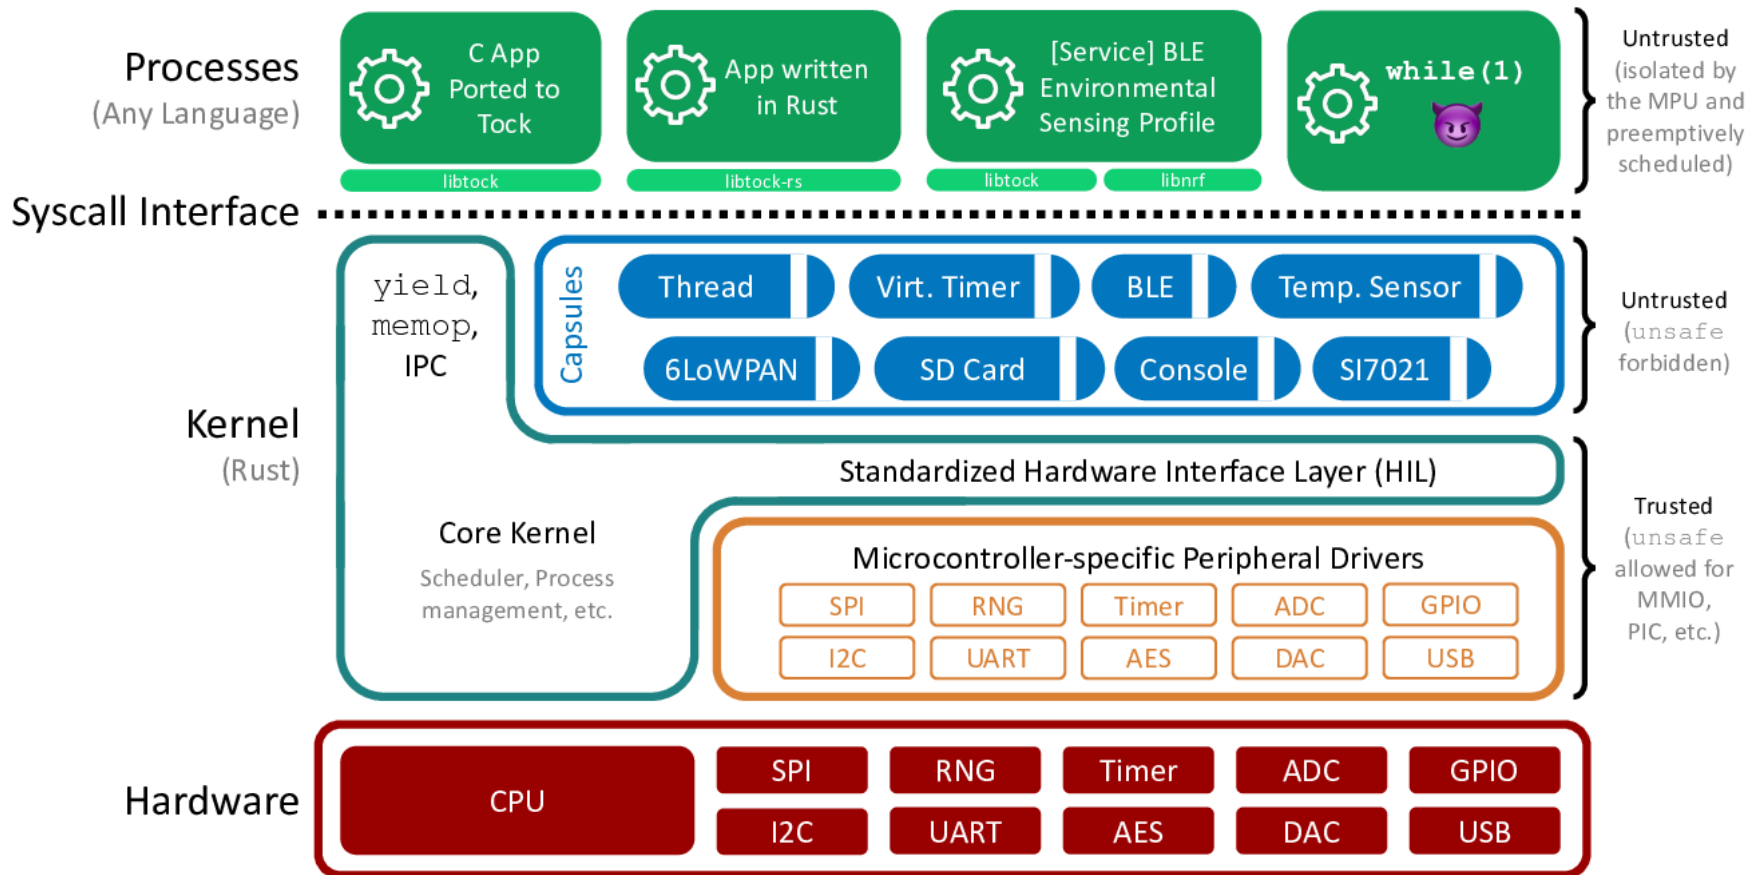 Processes
(Any Language)
C App
Ported to
Tock
libtock
App written
in Rust
libtock-rs
[Service] BLE
Environmental
Sensing Profile
libtock
libnrf
while(1)
Untrusted
(isolated by
the MPU and
preemptively
scheduled)
Syscall Interface
Kernel
(Rust)
yield,
memop,
IPC
Capsules
Thread
Virt. Timer
BLE
Temp. Sensor
6LoWPAN
SD Card
Console
SI7021
Untrusted
(unsafe
forbidden)
Standardized Hardware Interface Layer (HIL)
Core Kernel
Scheduler, Process
management, etc.
Microcontroller-specific Peripheral Drivers
SPI
RNG
Timer
ADC
GPIO
I2C
UART
AES
DAC
USB
Trusted
(unsafe
allowed for
MMIO,
PIC, etc.)
Hardware
CPU
SPI
RNG
Timer
ADC
GPIO
I2C
UART
AES
DAC
USB